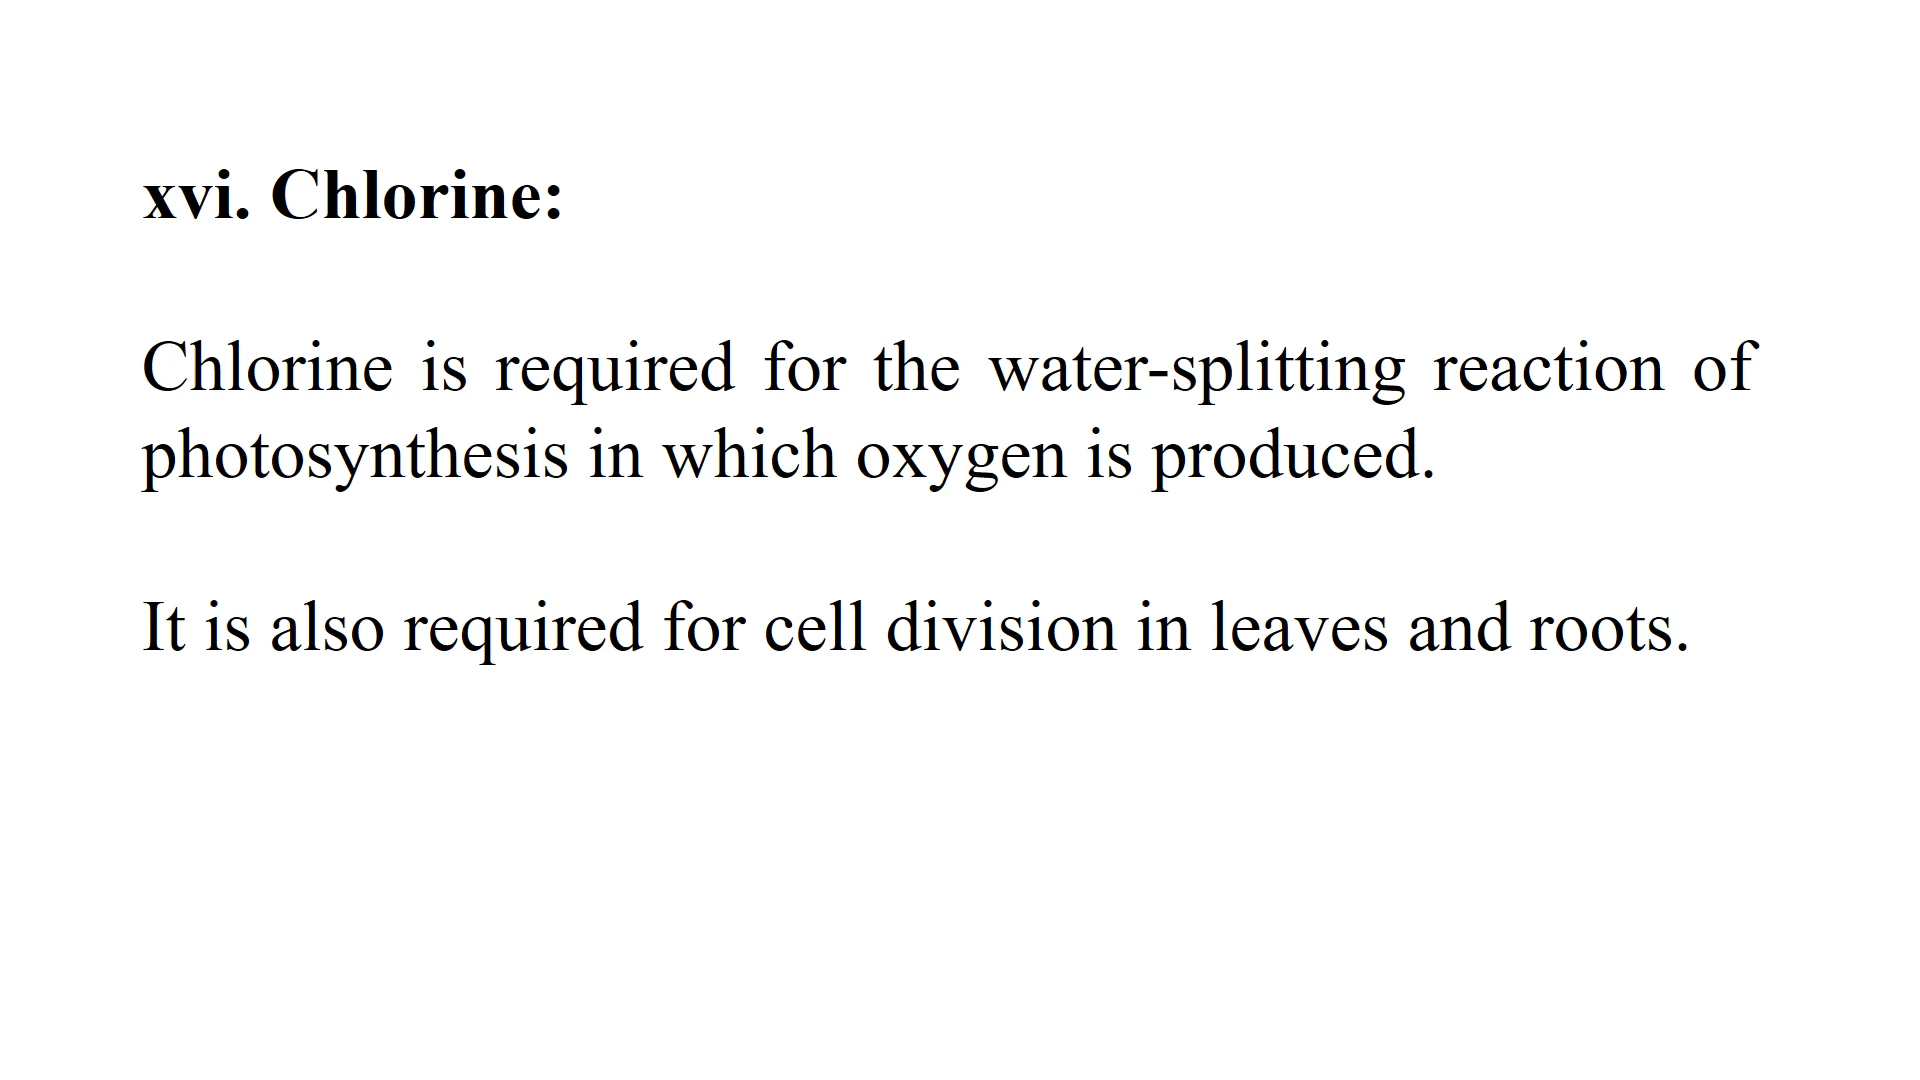 xvi. Chlorine:
Chlorine is required for the water-splitting reaction of
photosynthesis in which oxygen is produced.
It is also required for cell division in leaves and roots.